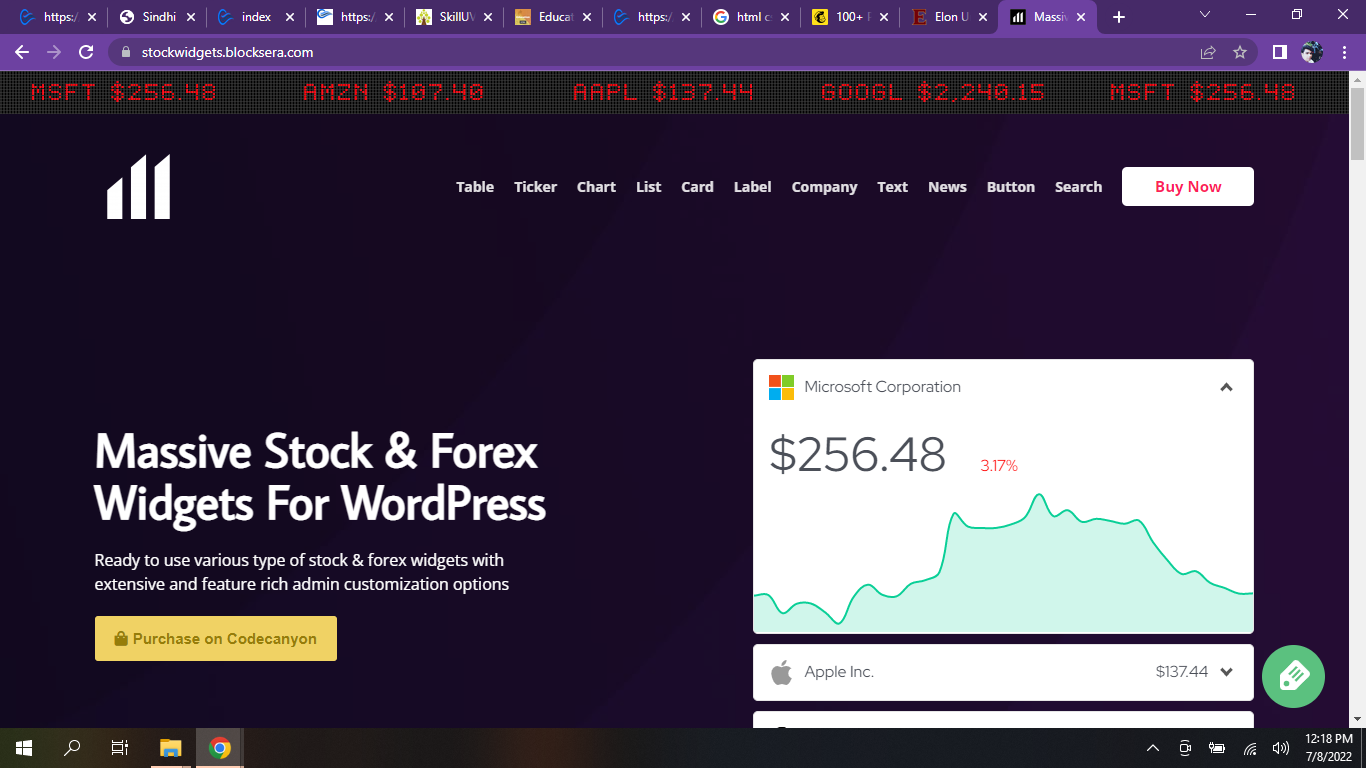 https:/
Sindhi
index
https:/
SkillUV
Educat
https:/
html cs
100+ F
Elon U
Massiv
stockwidgets.blocksera.com
MSFT $256.48 AMZN $107.40 AAPL $137.44 GOOGL $2,240.15 MSFT $256.48
Table Ticker Chart List Card Label Company Text News Button Search Buy Now
Massive Stock & Forex
Widgets For WordPress
Ready to use various type of stock & forex widgets with
extensive and feature rich admin customization options
Purchase on Codecanyon
Microsoft Corporation
$256.48 3.17%
Apple Inc. $137.44
12:18 PM
7/8/2022